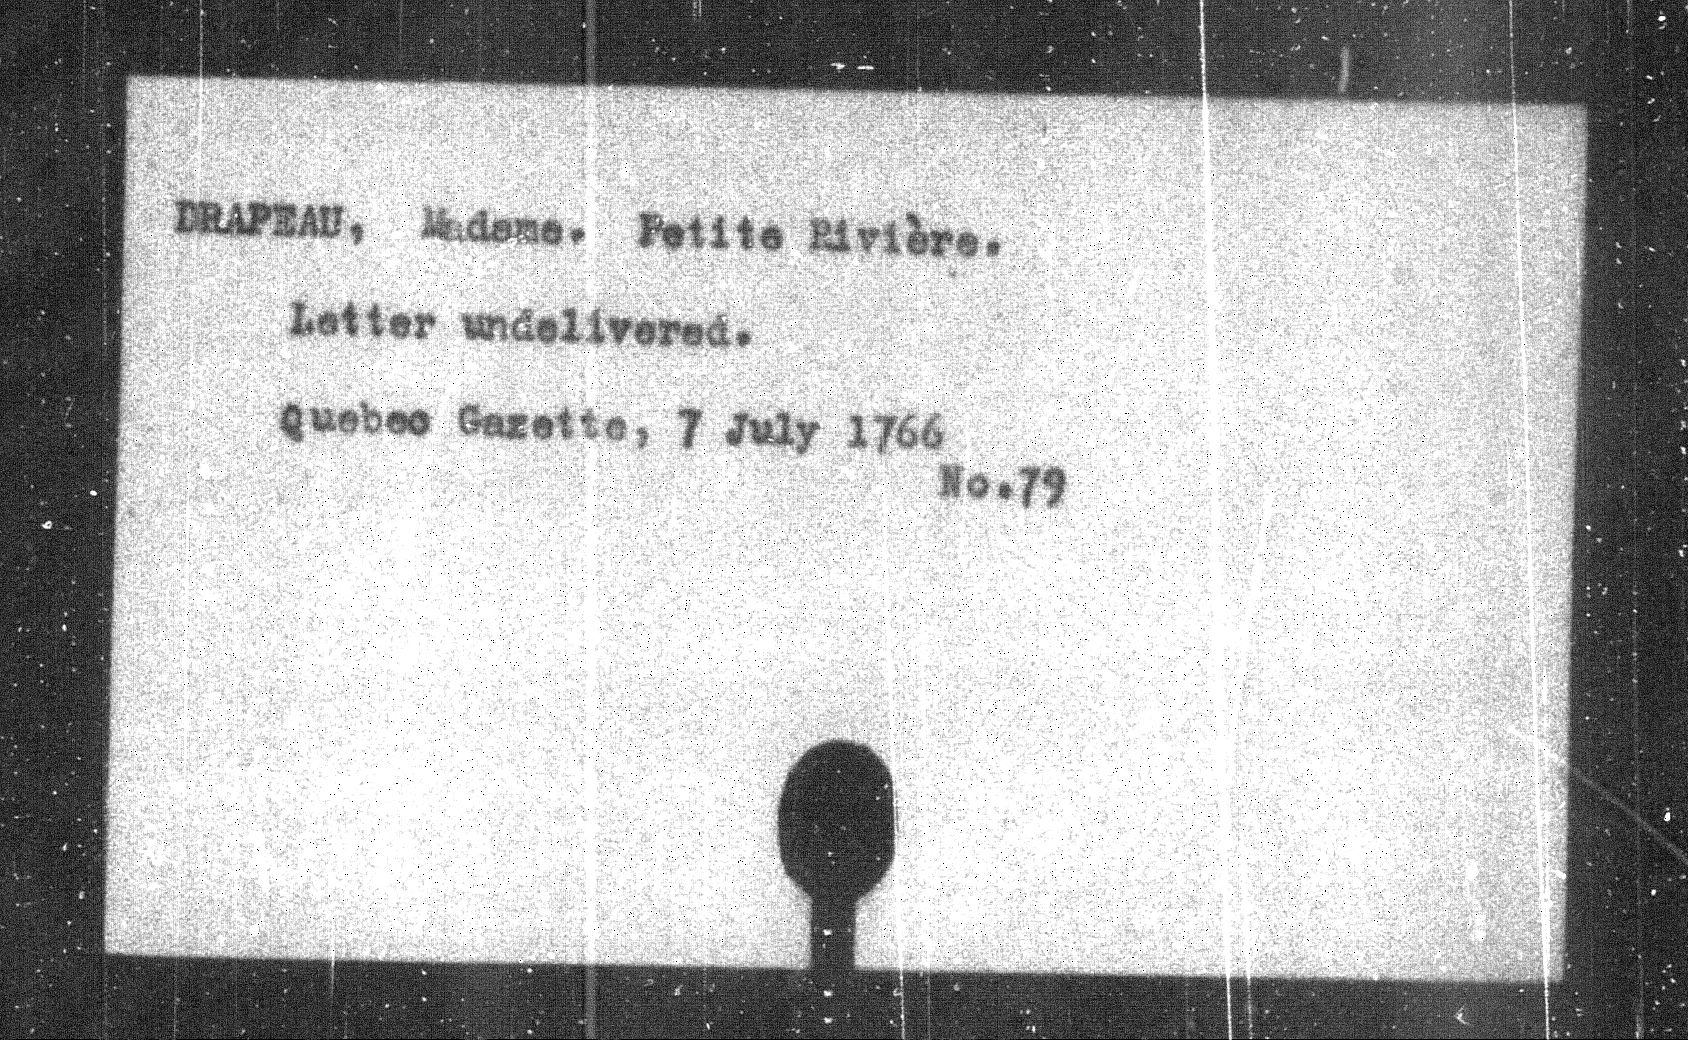 DRAPEAU, Madame. Petite Rivière.
Letter undelivered.
Quebec Gazette, 7 July 1766
No.79